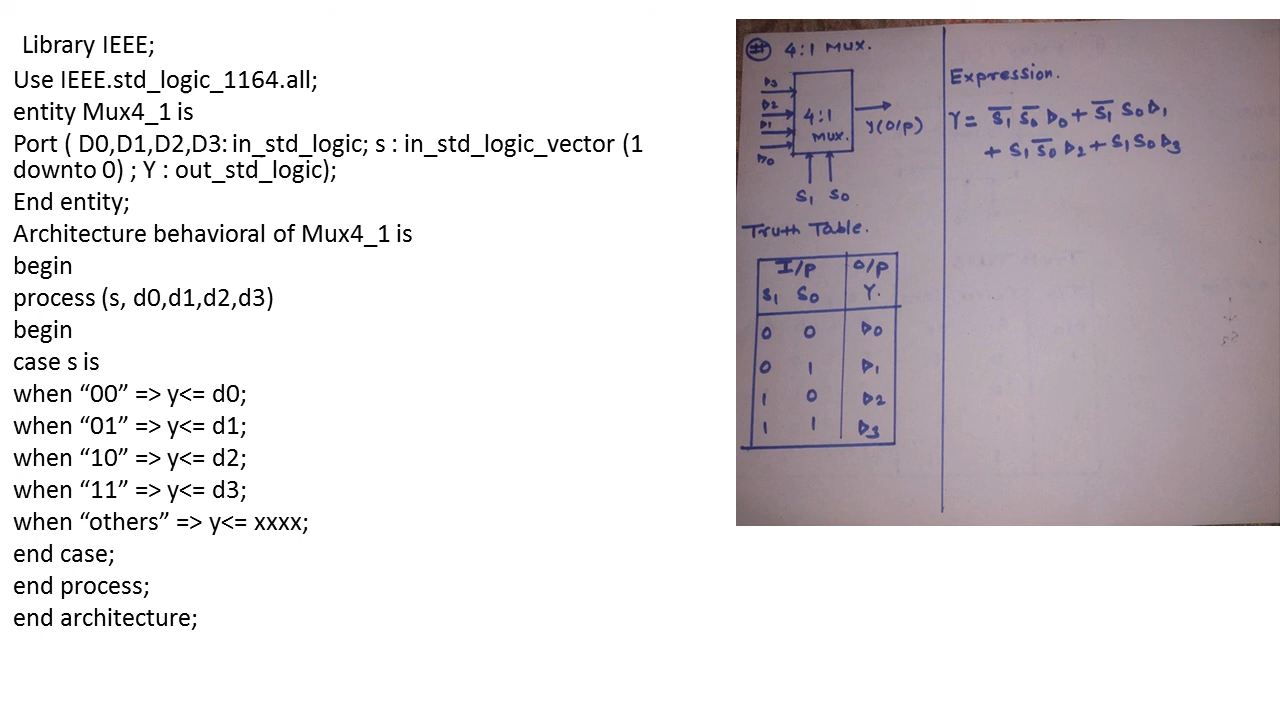 Library IEEE;
Use IEEE.std_logic_1164.all;
entity Mux4_1 is
Port ( D0,D1,D2,D3: in_std_logic; s : in_std_logic_vector (1
downto 0) ; Y : out_std_logic);
End entity;
Architecture behavioral of Mux4_1 is
begin
process (s, d0,d1,d2,d3)
begin
case s is
when “00” => y<= d0;
when “01” => y<= d1;
when “10” => y<= d2;
when “11” => y<= d3;
when “others” => y<= xxxx;
end case;
end process;
end architecture;
# 4:1 MUX.
D3
D2
D1
D0
4:1
MUX.
Y(O/P)
S1 S0
Truth Table.
I/P O/P
S1 S0 Y.
0 0 D0
0 1 D1
1 0 D2
1 1 D3
Expression.
Y = S̅1 S̅0 D0 + S̅1 S0 D1
+ S1 S̅0 D2 + S1 S0 D3